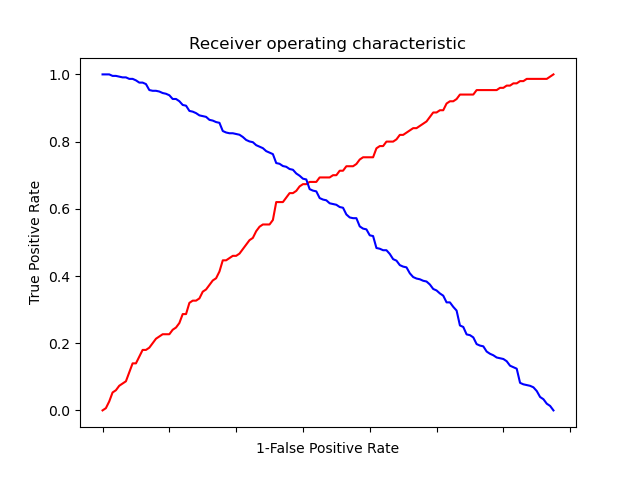 Receiver operating characteristic
True Positive Rate
1.0
0.8
0.6
0.4
0.2
0.0
1-False Positive Rate